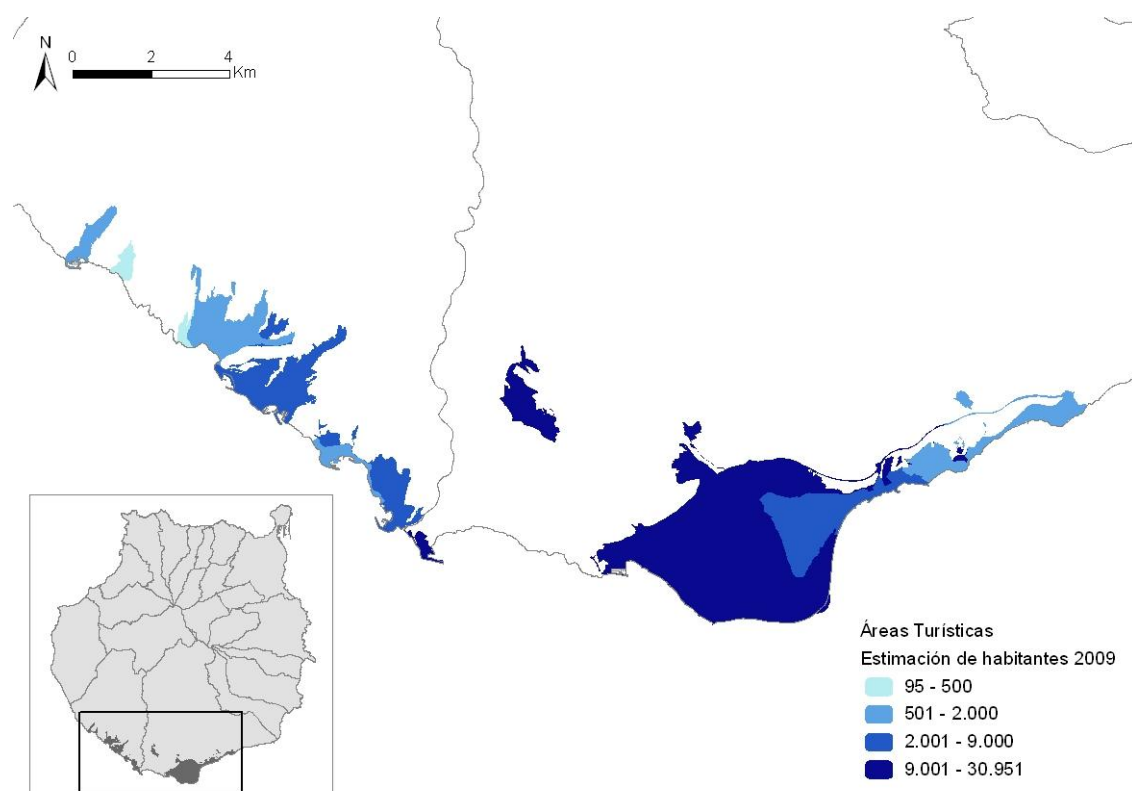 N
0 2 4
Km
Áreas Turísticas
Estimación de habitantes 2009
95 - 500
501 - 2.000
2.001 - 9.000
9.001 - 30.951